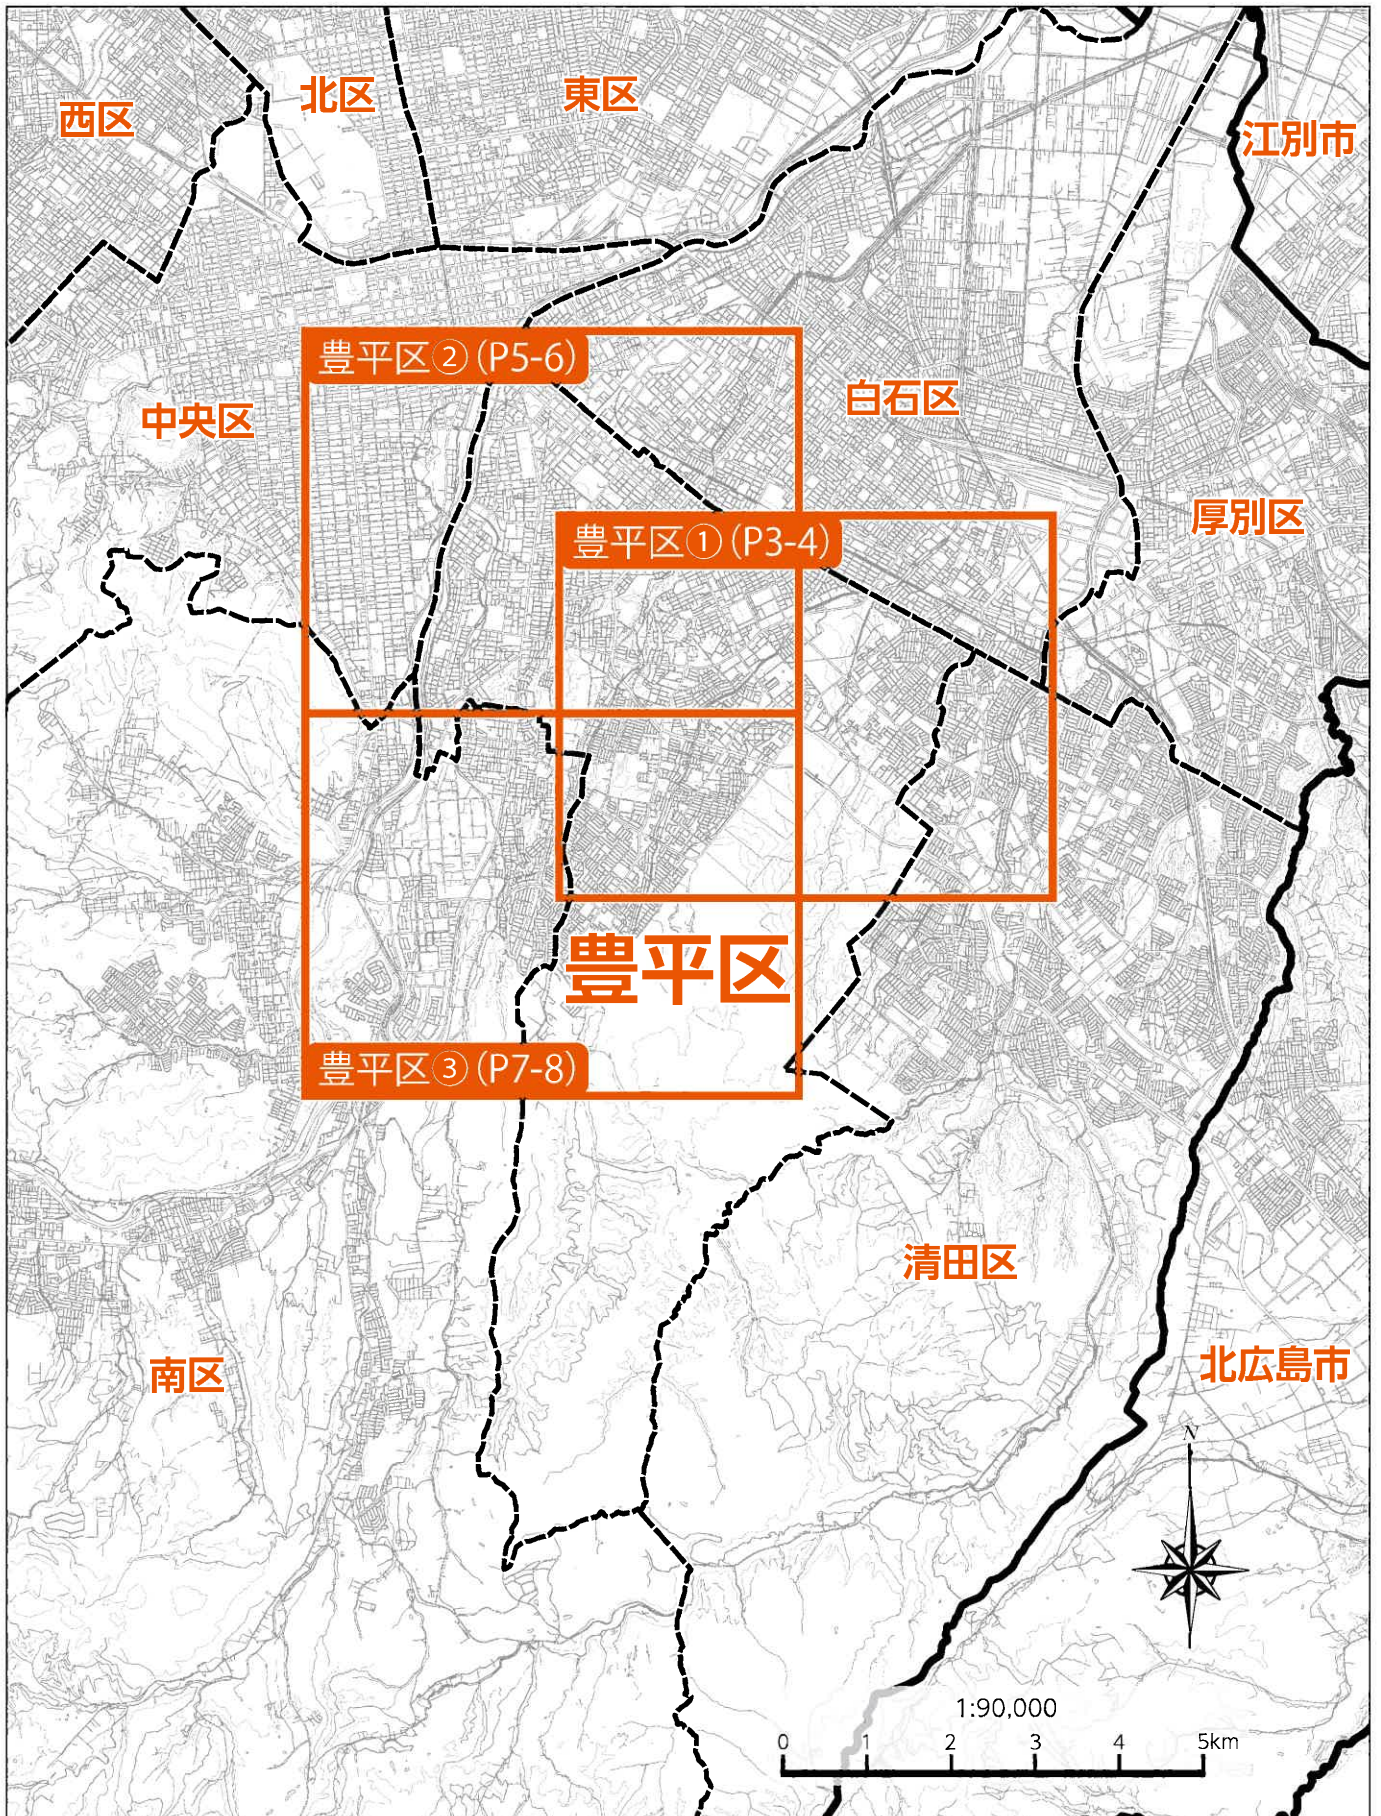 北区
東区
西区
江別市
豊平区② (P5-6)
白石区
中央区
厚別区
豊平区① (P3-4)
豊平区
豊平区③ (P7-8)
清田区
北広島市
南区
N
1:90,000
0 1 2 3 4 5km